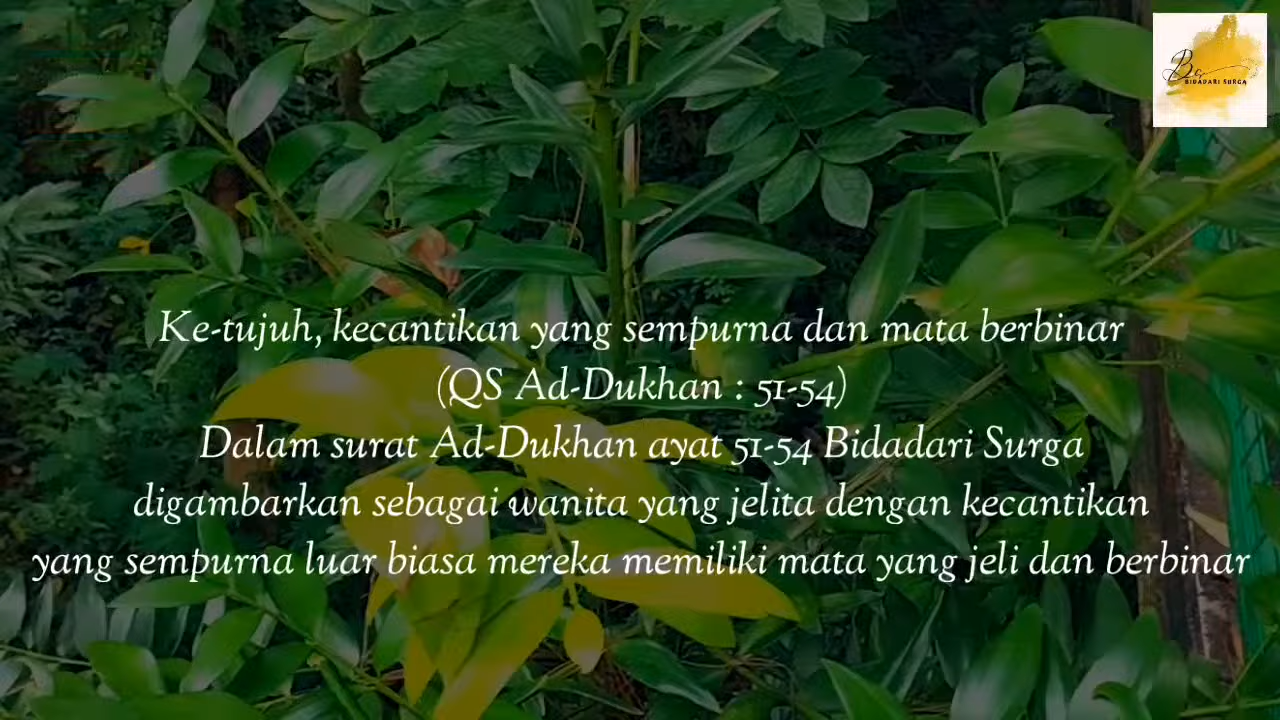 Bs
BIDADARI SURGA
Ke-tujuh, kecantikan yang sempurna dan mata berbinar
(QS Ad-Dukhan : 51-54)
Dalam surat Ad-Dukhan ayat 51-54 Bidadari Surga
digambarkan sebagai wanita yang jelita dengan kecantikan
yang sempurna luar biasa mereka memiliki mata yang jeli dan berbinar